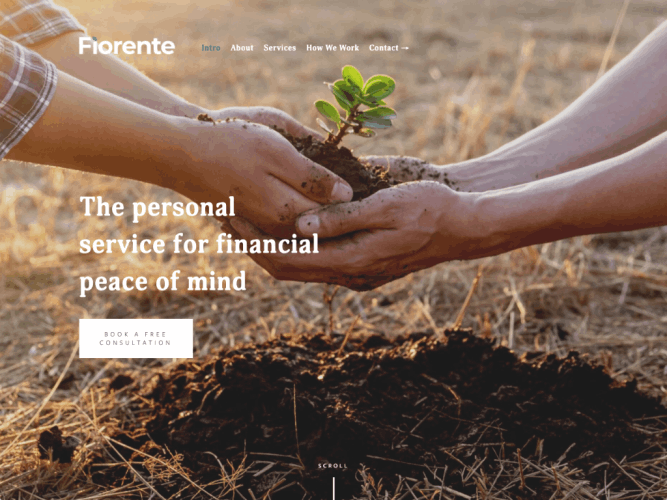 Fiorente
Intro About Services How We Work Contact →
The personal
service for financial
peace of mind
BOOK A FREE
CONSULTATION
SCROLL